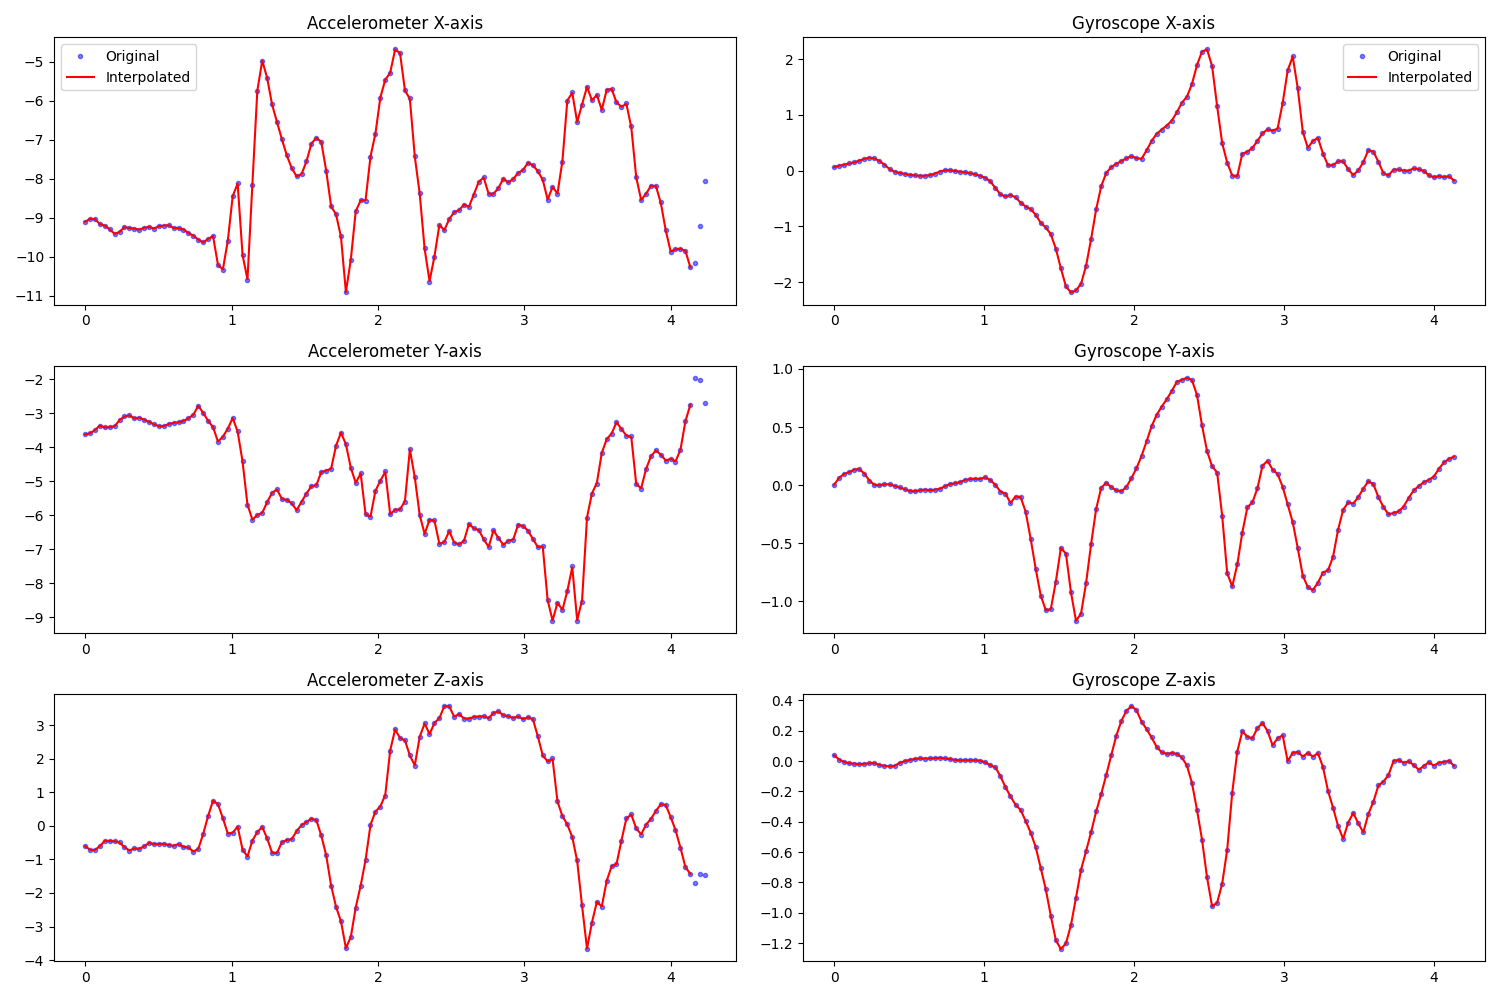 Accelerometer X-axis
Original
Interpolated
−5
−6
−7
−8
−9
−10
−11
0 1 2 3 4
Gyroscope X-axis
Original
Interpolated
2
1
0
−1
−2
0 1 2 3 4
Accelerometer Y-axis
−2
−3
−4
−5
−6
−7
−8
−9
0 1 2 3 4
Gyroscope Y-axis
1.0
0.5
0.0
−0.5
−1.0
0 1 2 3 4
Accelerometer Z-axis
3
2
1
0
−1
−2
−3
−4
0 1 2 3 4
Gyroscope Z-axis
0.4
0.2
0.0
−0.2
−0.4
−0.6
−0.8
−1.0
−1.2
0 1 2 3 4